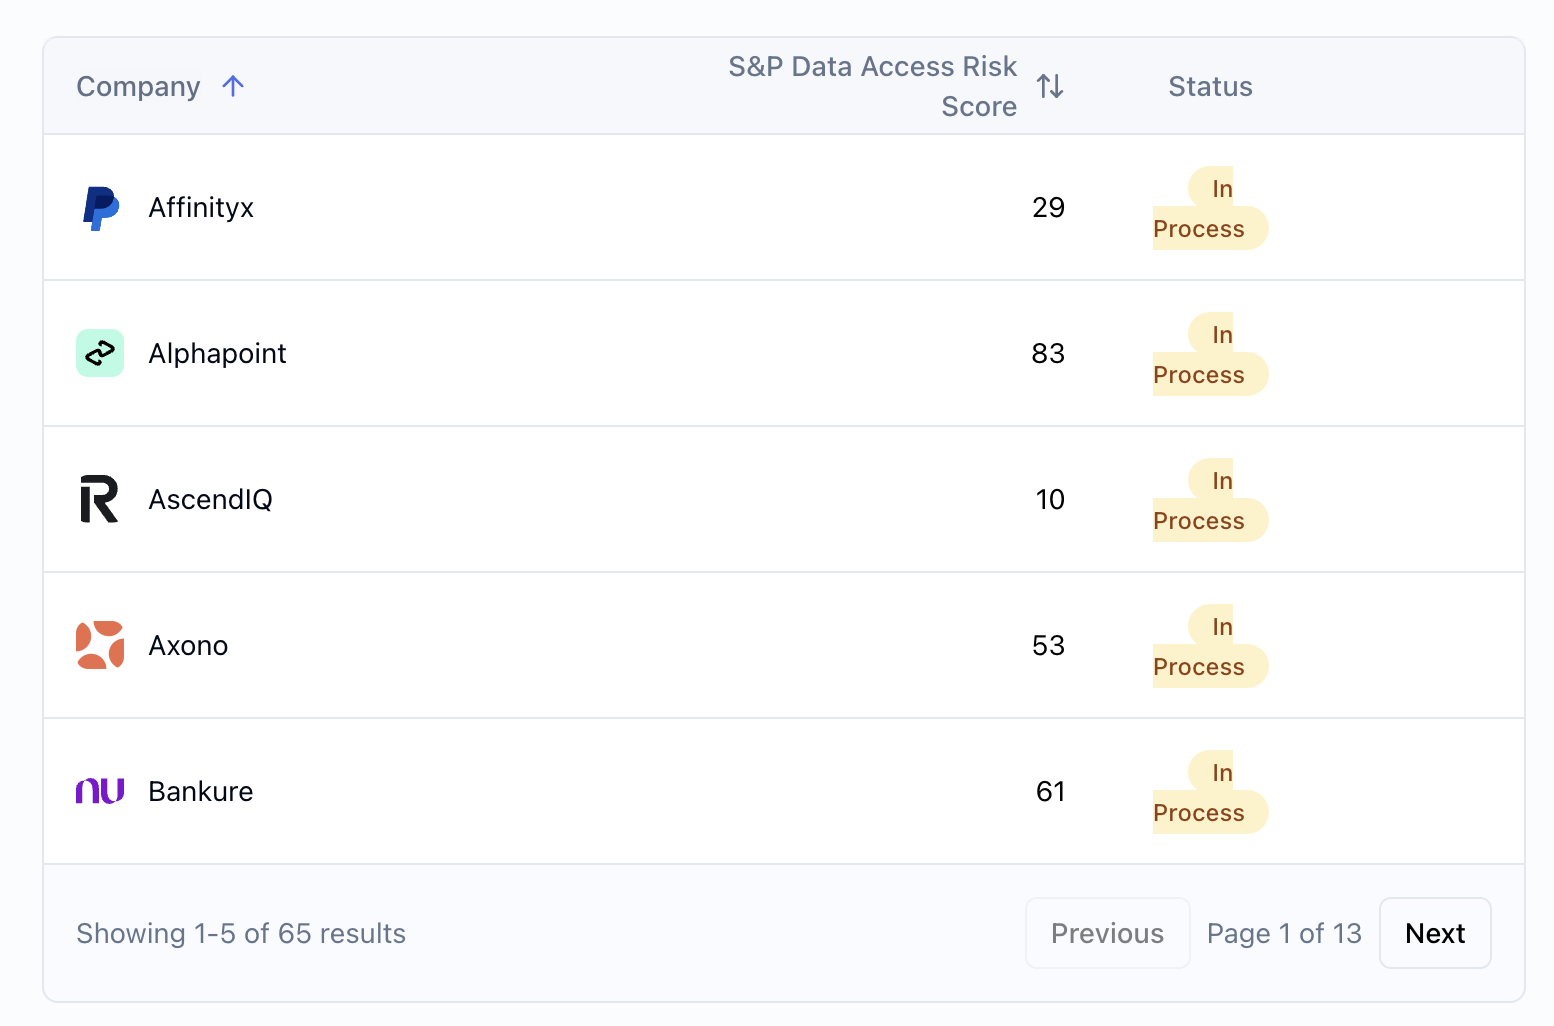 Company
S&P Data Access Risk
Score
Status
Affinityx
29
In
Process
Alphapoint
83
In
Process
AscendIQ
10
In
Process
Axono
53
In
Process
nu
Bankure
61
In
Process
Showing 1-5 of 65 results
Previous
Page 1 of 13
Next